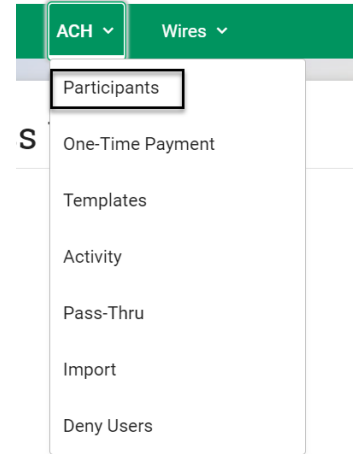 ACH
Wires
Participants
s
One-Time Payment
Templates
Activity
Pass-Thru
Import
Deny Users